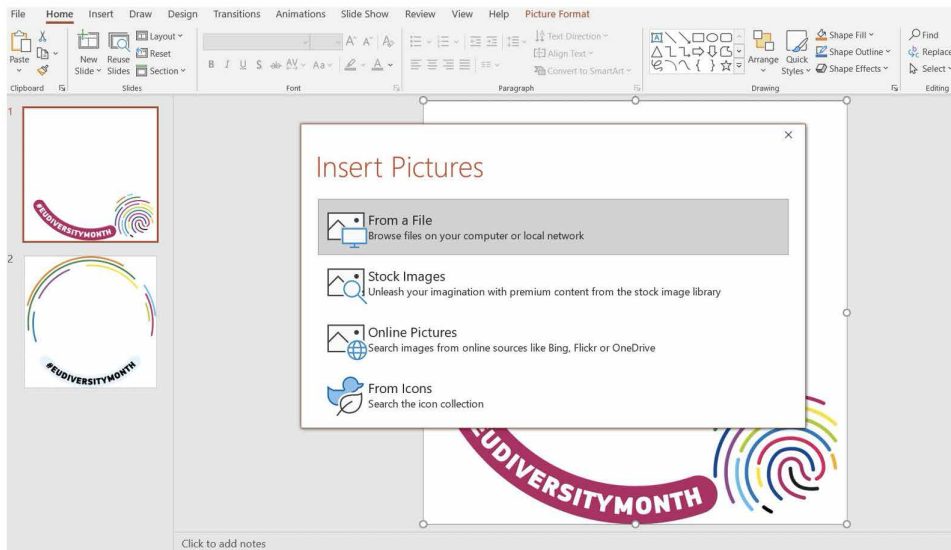 File Home Insert Draw Design Transitions Animations Slide Show Review View Help Picture Format
Paste
New Slide
Reuse Slides
Layout
Reset
Section
B I U S ab AV Aa A
A A A
Text Direction
Align Text
Convert to SmartArt
Arrange
Quick Styles
Shape Fill
Shape Outline
Shape Effects
Find
Replace
Select
Clipboard Slides Font Paragraph Drawing Editing
1
#EUDIVERSITYMONTH
2
#EUDIVERSITYMONTH
Insert Pictures
From a File
Browse files on your computer or local network
Stock Images
Unleash your imagination with premium content from the stock image library
Online Pictures
Search images from online sources like Bing, Flickr or OneDrive
From Icons
Search the icon collection
EUDIVERSITYMONTH
Click to add notes